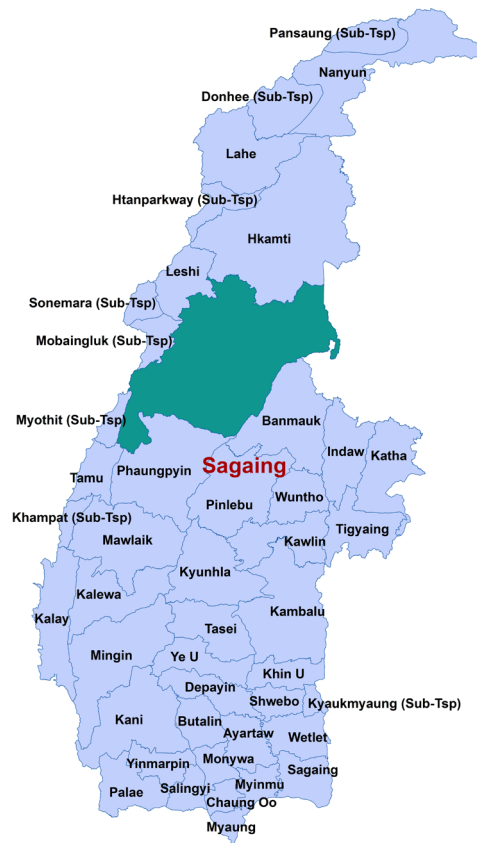 Pansaung (Sub-Tsp)
Nanyun
Donhee (Sub-Tsp)
Lahe
Htanparkway (Sub-Tsp)
Hkamti
Leshi
Sonemara (Sub-Tsp)
Mobaingluk (Sub-Tsp)
Myothit (Sub-Tsp)
Banmauk
Indaw
Katha
Sagaing
Tamu
Phaungpyin
Wuntho
Pinlebu
Khampat (Sub-Tsp)
Tigyaing
Mawlaik
Kawlin
Kyunhla
Kalewa
Kambalu
Kalay
Tasei
Mingin
Ye U
Khin U
Depayin
Shwebo
Kyaukmyaung (Sub-Tsp)
Kani
Butalin
Ayartaw
Wetlet
Monywa
Yinmarpin
Sagaing
Myinmu
Salingyi
Palae
Chaung Oo
Myaung